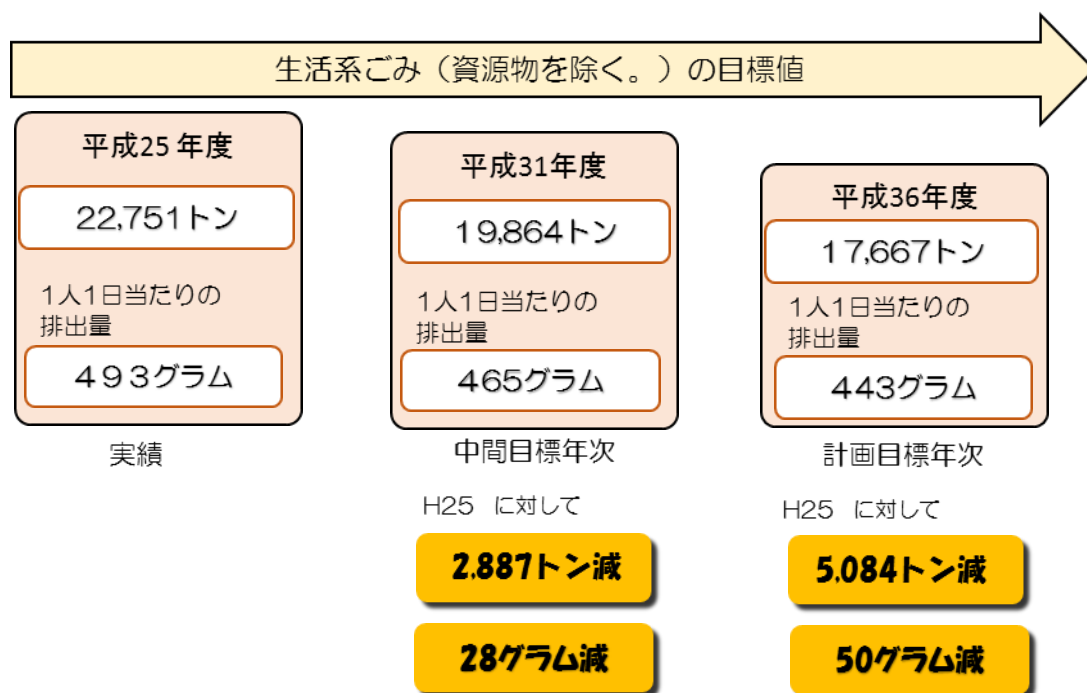 生活系ごみ（資源物を除く。）の目標値
平成25年度
22,751トン
1人1日当たりの
排出量
493グラム
実績
平成31年度
19,864トン
1人1日当たりの
排出量
465グラム
中間目標年次
H25 に対して
2,887トン減
28グラム減
平成36年度
17,667トン
1人1日当たりの
排出量
443グラム
計画目標年次
H25 に対して
5,084トン減
50グラム減